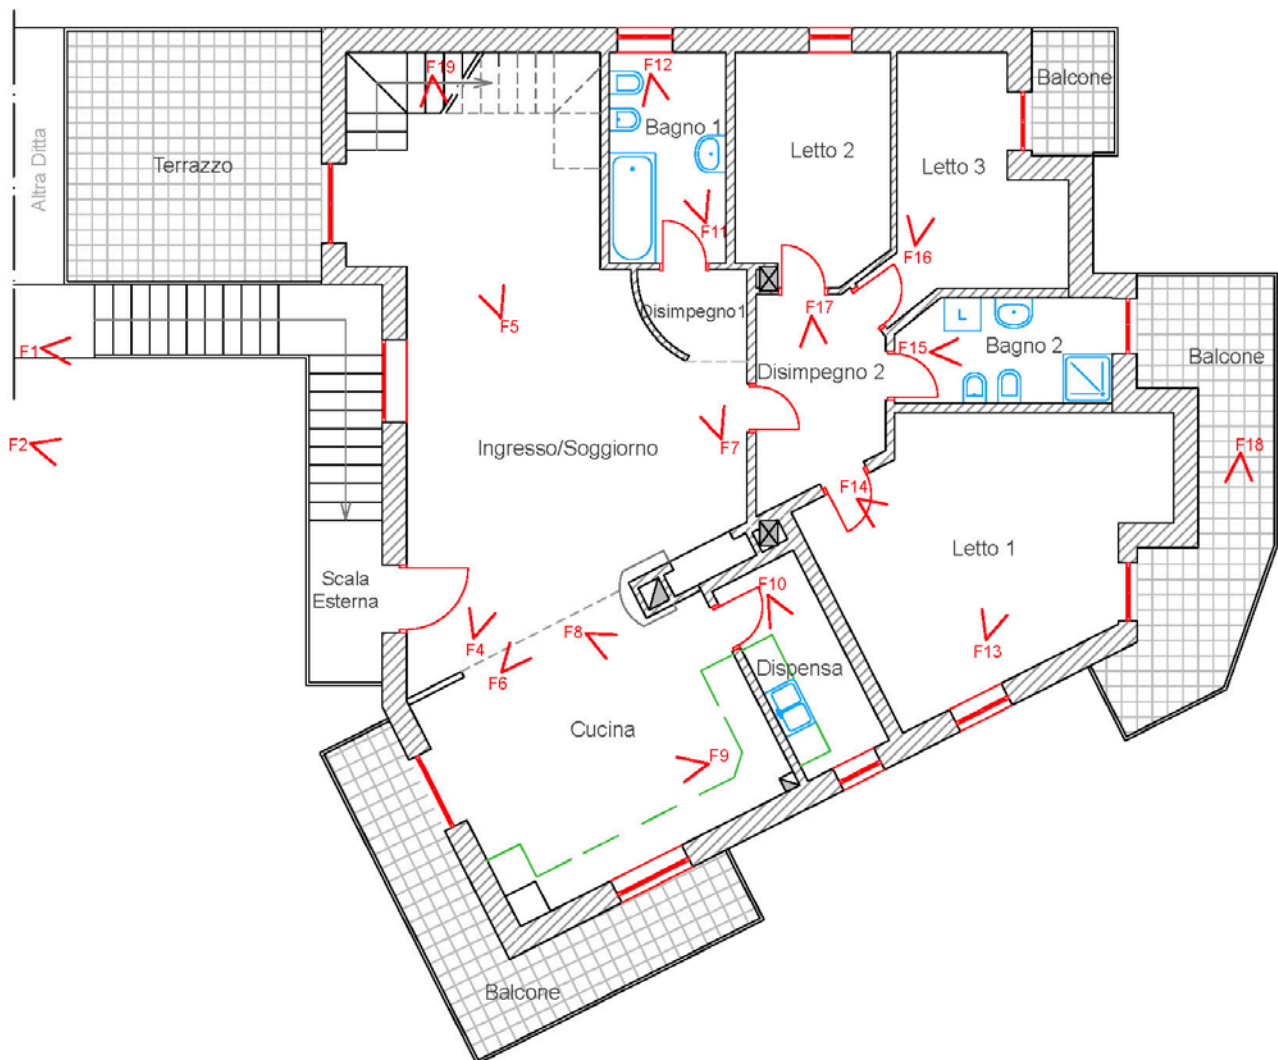 F19
F12
Balcone
Bagno 1
Letto 2
Letto 3
Terrazzo
Altra Ditta
F11
F16
Disimpegno1
F5
F17
F1
F15
Bagno 2
L
Balcone
Disimpegno 2
F2
F7
Ingresso/Soggiorno
F18
F14
Letto 1
Scala
Esterna
F10
F8
F4
F13
F6
Dispensa
Cucina
F9
Balcone